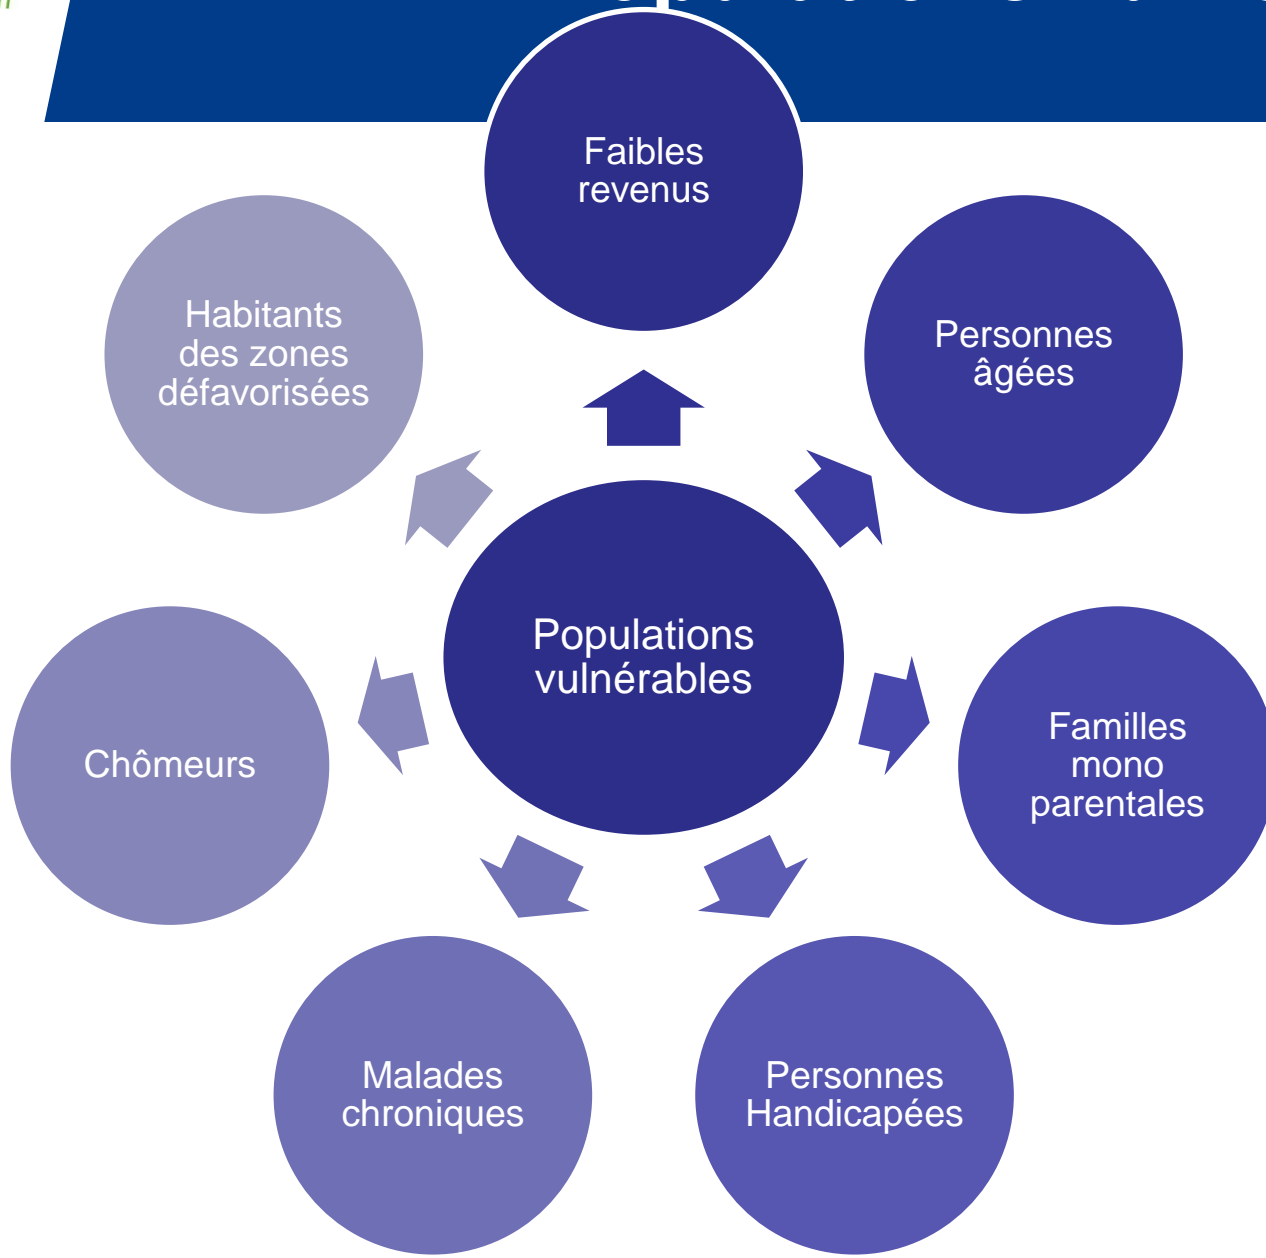 Faibles
revenus
Personnes
âgées
Familles
mono
parentales
Personnes
Handicapées
Malades
chroniques
Chômeurs
Habitants
des zones
défavorisées
Populations
vulnérables